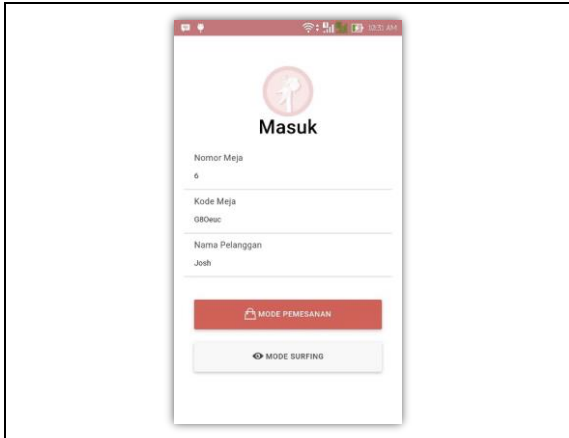 10:31 AM
Masuk
Nomor Meja
6
Kode Meja
G8Oeuc
Nama Pelanggan
Josh
MODE PEMESANAN
MODE SURFING